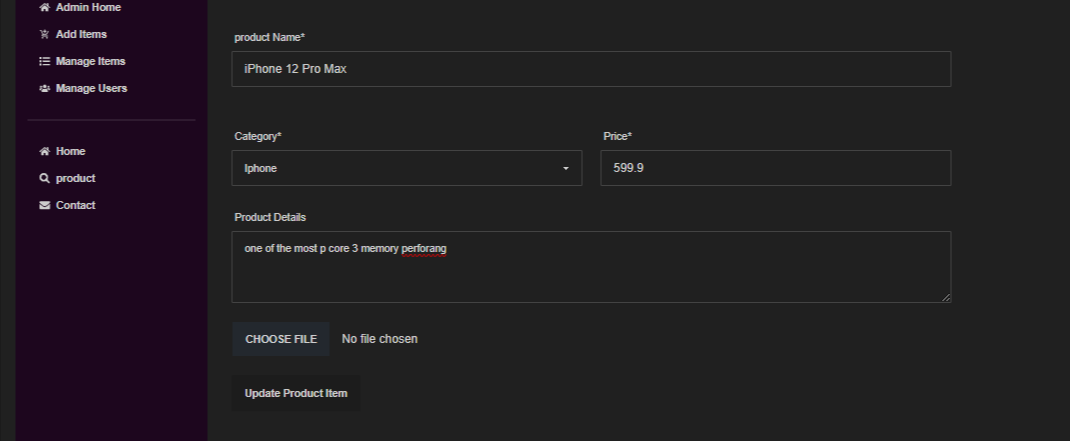 Admin Home
Add Items
Manage Items
Manage Users
Home
product
Contact
product Name*
iPhone 12 Pro Max
Category*
Price*
Iphone
599.9
Product Details
one of the most p core 3 memory perforang
CHOOSE FILE No file chosen
Update Product Item